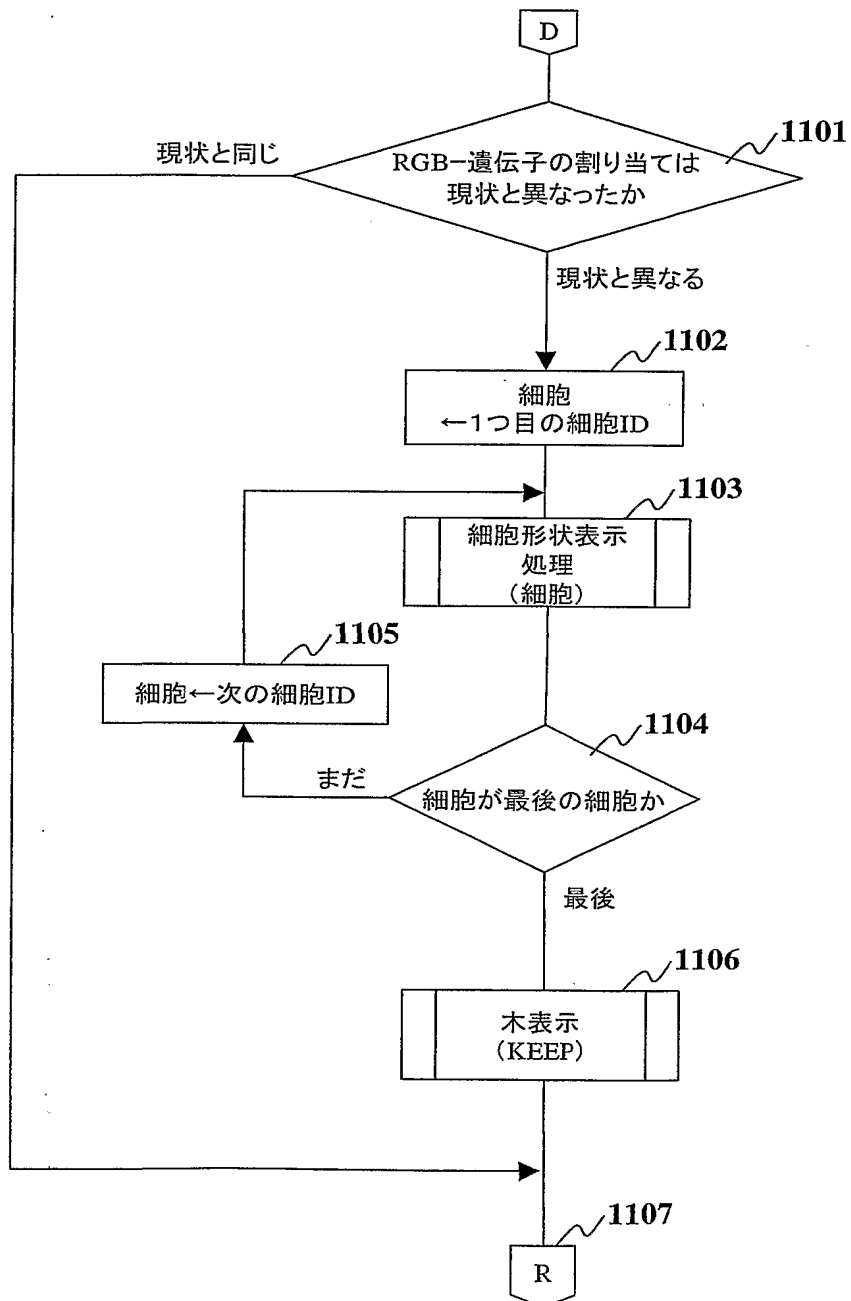 D
1101
現状と同じ
RGB-遺伝子の割り当ては
現状と異なったか
現状と異なる
1102
細胞
←1つ目の細胞ID
1103
細胞形状表示
処理
(細胞)
1105
細胞←次の細胞ID
1104
まだ
細胞が最後の細胞か
最後
1106
木表示
(KEEP)
1107
R